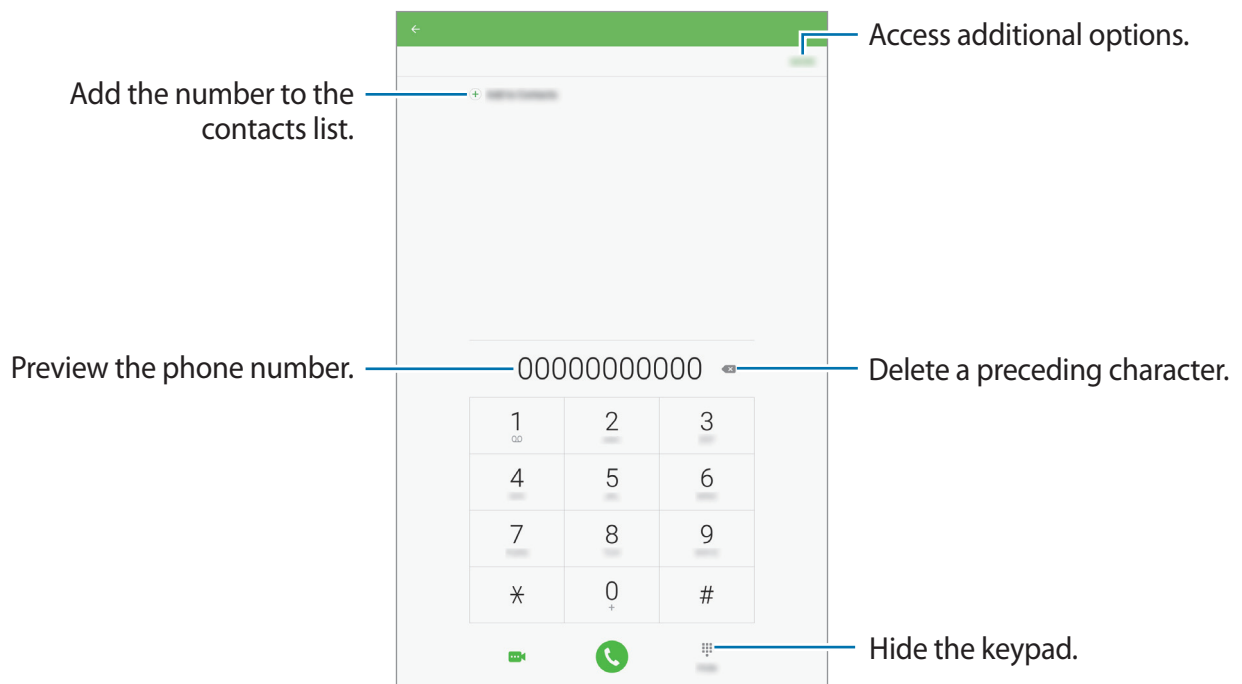 Access additional options.
Add the number to the
contacts list.
Preview the phone number.
00000000000
Delete a preceding character.
1 2 3
4 5 6
7 8 9
* 0 #
+
Hide the keypad.